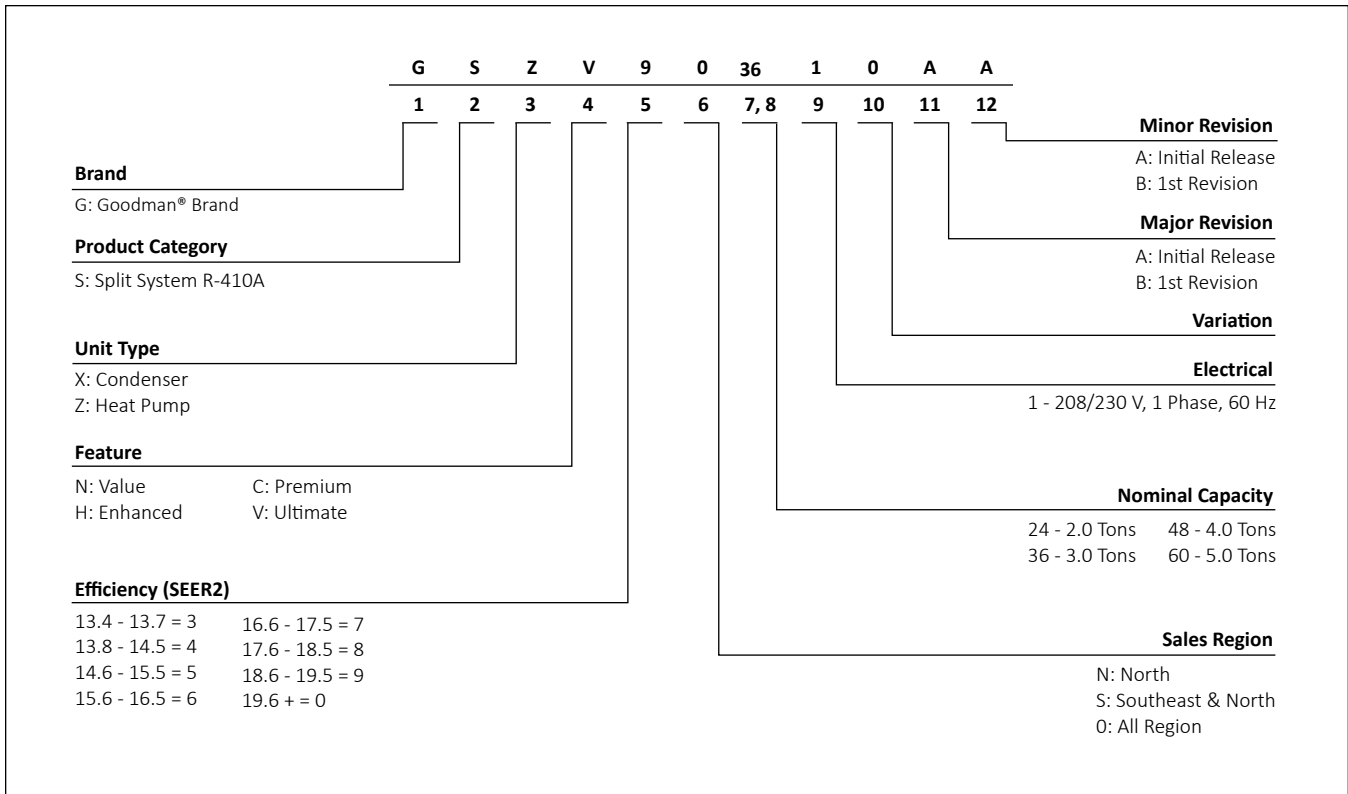 G S Z V 9 0 36 1 0 A A
1 2 3 4 5 6 7, 8 9 10 11 12
Brand
G: Goodman® Brand
Product Category
S: Split System R-410A
Unit Type
X: Condenser
Z: Heat Pump
Feature
N: Value C: Premium
H: Enhanced V: Ultimate
Efficiency (SEER2)
13.4 - 13.7 = 3 16.6 - 17.5 = 7
13.8 - 14.5 = 4 17.6 - 18.5 = 8
14.6 - 15.5 = 5 18.6 - 19.5 = 9
15.6 - 16.5 = 6 19.6 + = 0
Minor Revision
A: Initial Release
B: 1st Revision
Major Revision
A: Initial Release
B: 1st Revision
Variation
Electrical
1 - 208/230 V, 1 Phase, 60 Hz
Nominal Capacity
24 - 2.0 Tons 48 - 4.0 Tons
36 - 3.0 Tons 60 - 5.0 Tons
Sales Region
N: North
S: Southeast & North
0: All Region